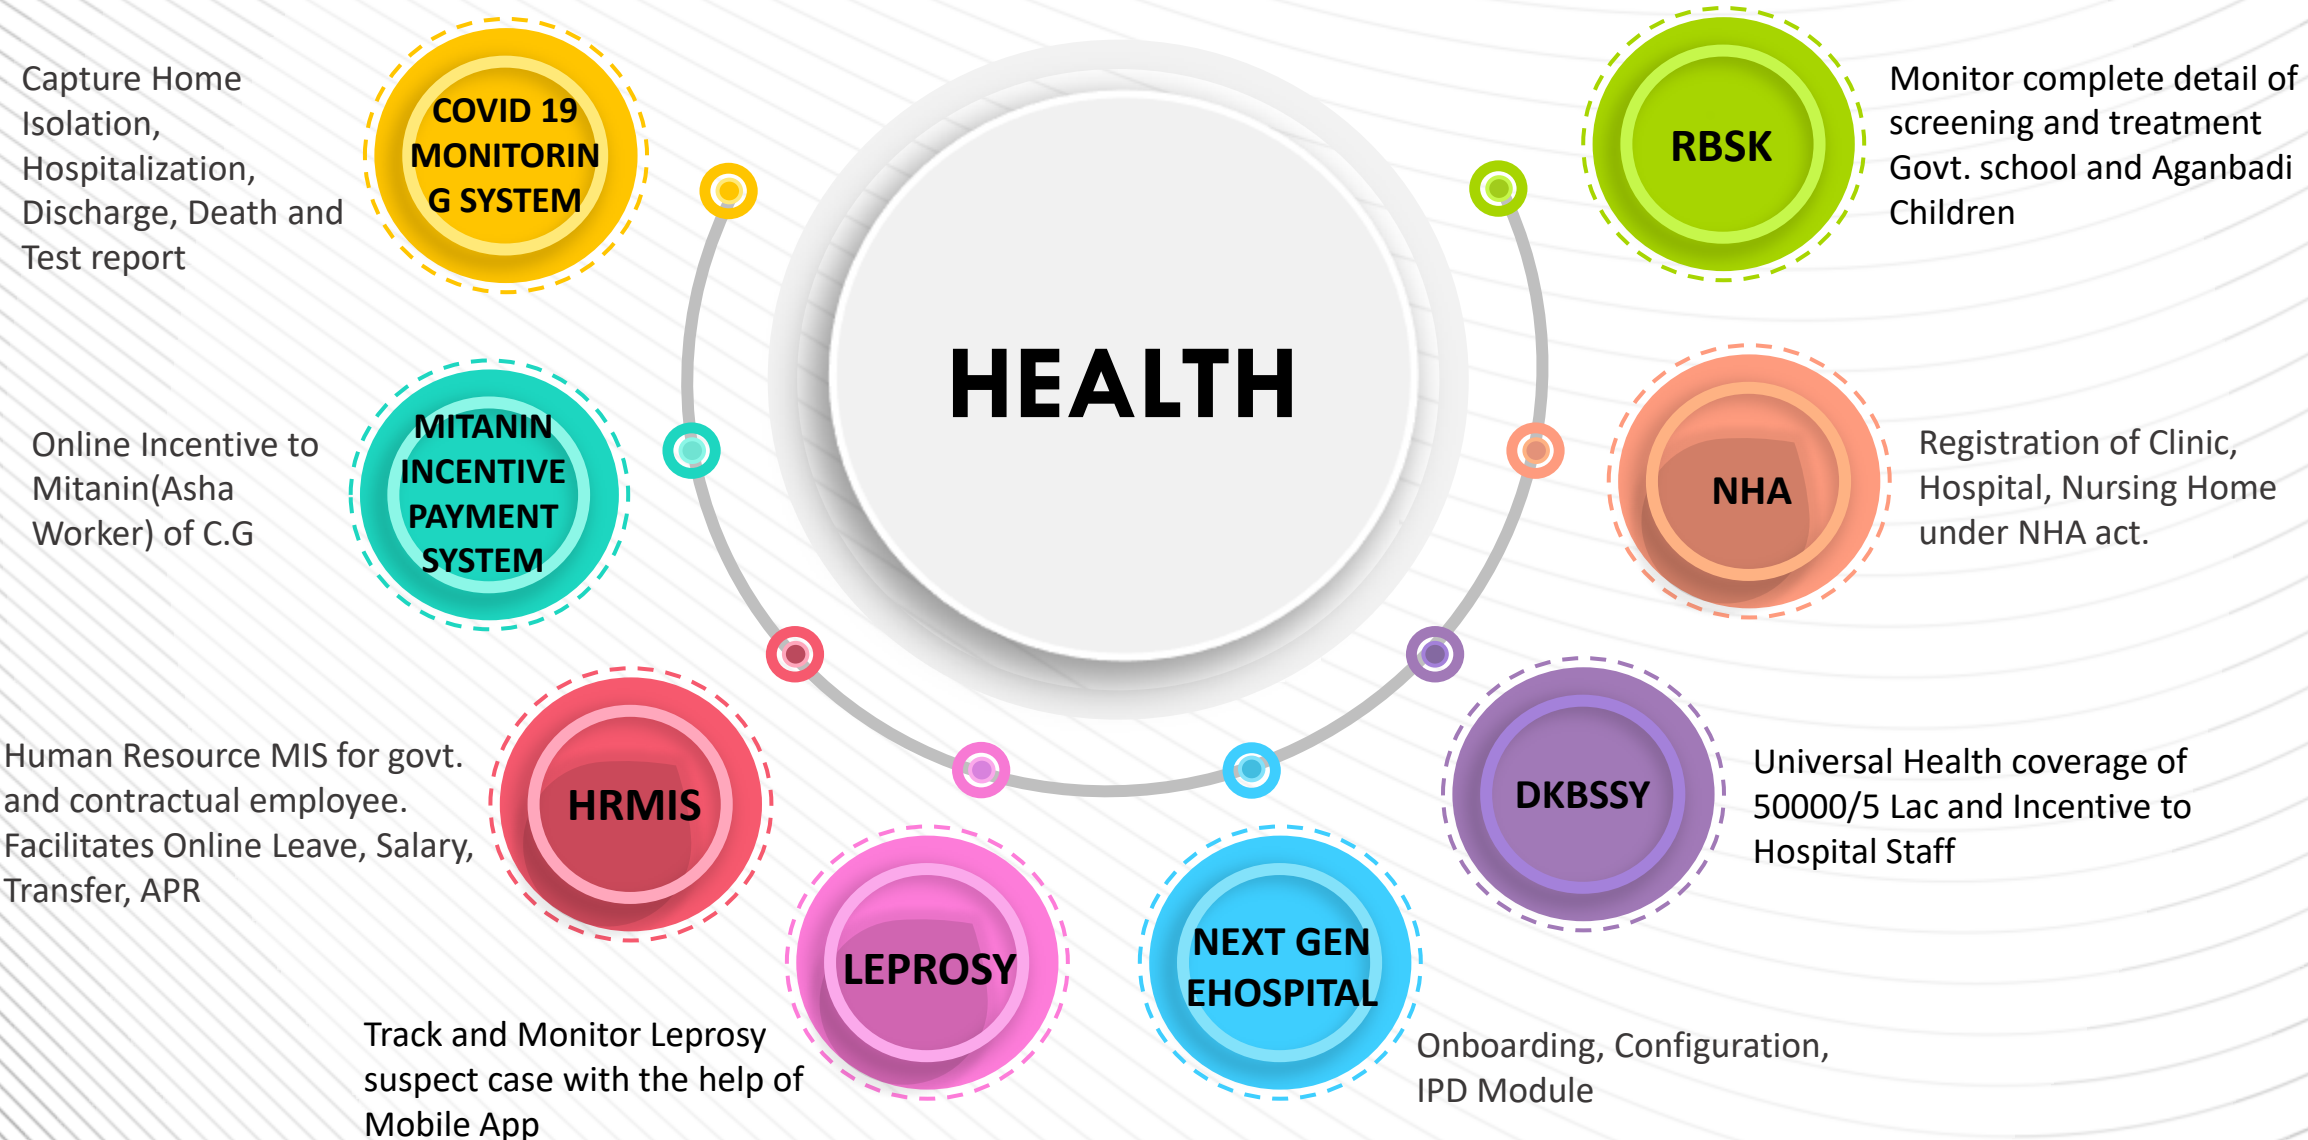 HEALTH
Capture Home
Isolation,
Hospitalization,
Discharge, Death and
Test report
COVID 19
MONITORIN
G SYSTEM
Online Incentive to
Mitanin(Asha
Worker) of C.G
MITANIN
INCENTIVE
PAYMENT
SYSTEM
Human Resource MIS for govt.
and contractual employee.
Facilitates Online Leave, Salary,
Transfer, APR
HRMIS
Track and Monitor Leprosy
suspect case with the help of
Mobile App
LEPROSY
NEXT GEN
EHOSPITAL
Onboarding, Configuration,
IPD Module
DKBSSY
Universal Health coverage of
50000/5 Lac and Incentive to
Hospital Staff
NHA
Registration of Clinic,
Hospital, Nursing Home
under NHA act.
RBSK
Monitor complete detail of
screening and treatment
Govt. school and Aganbadi
Children